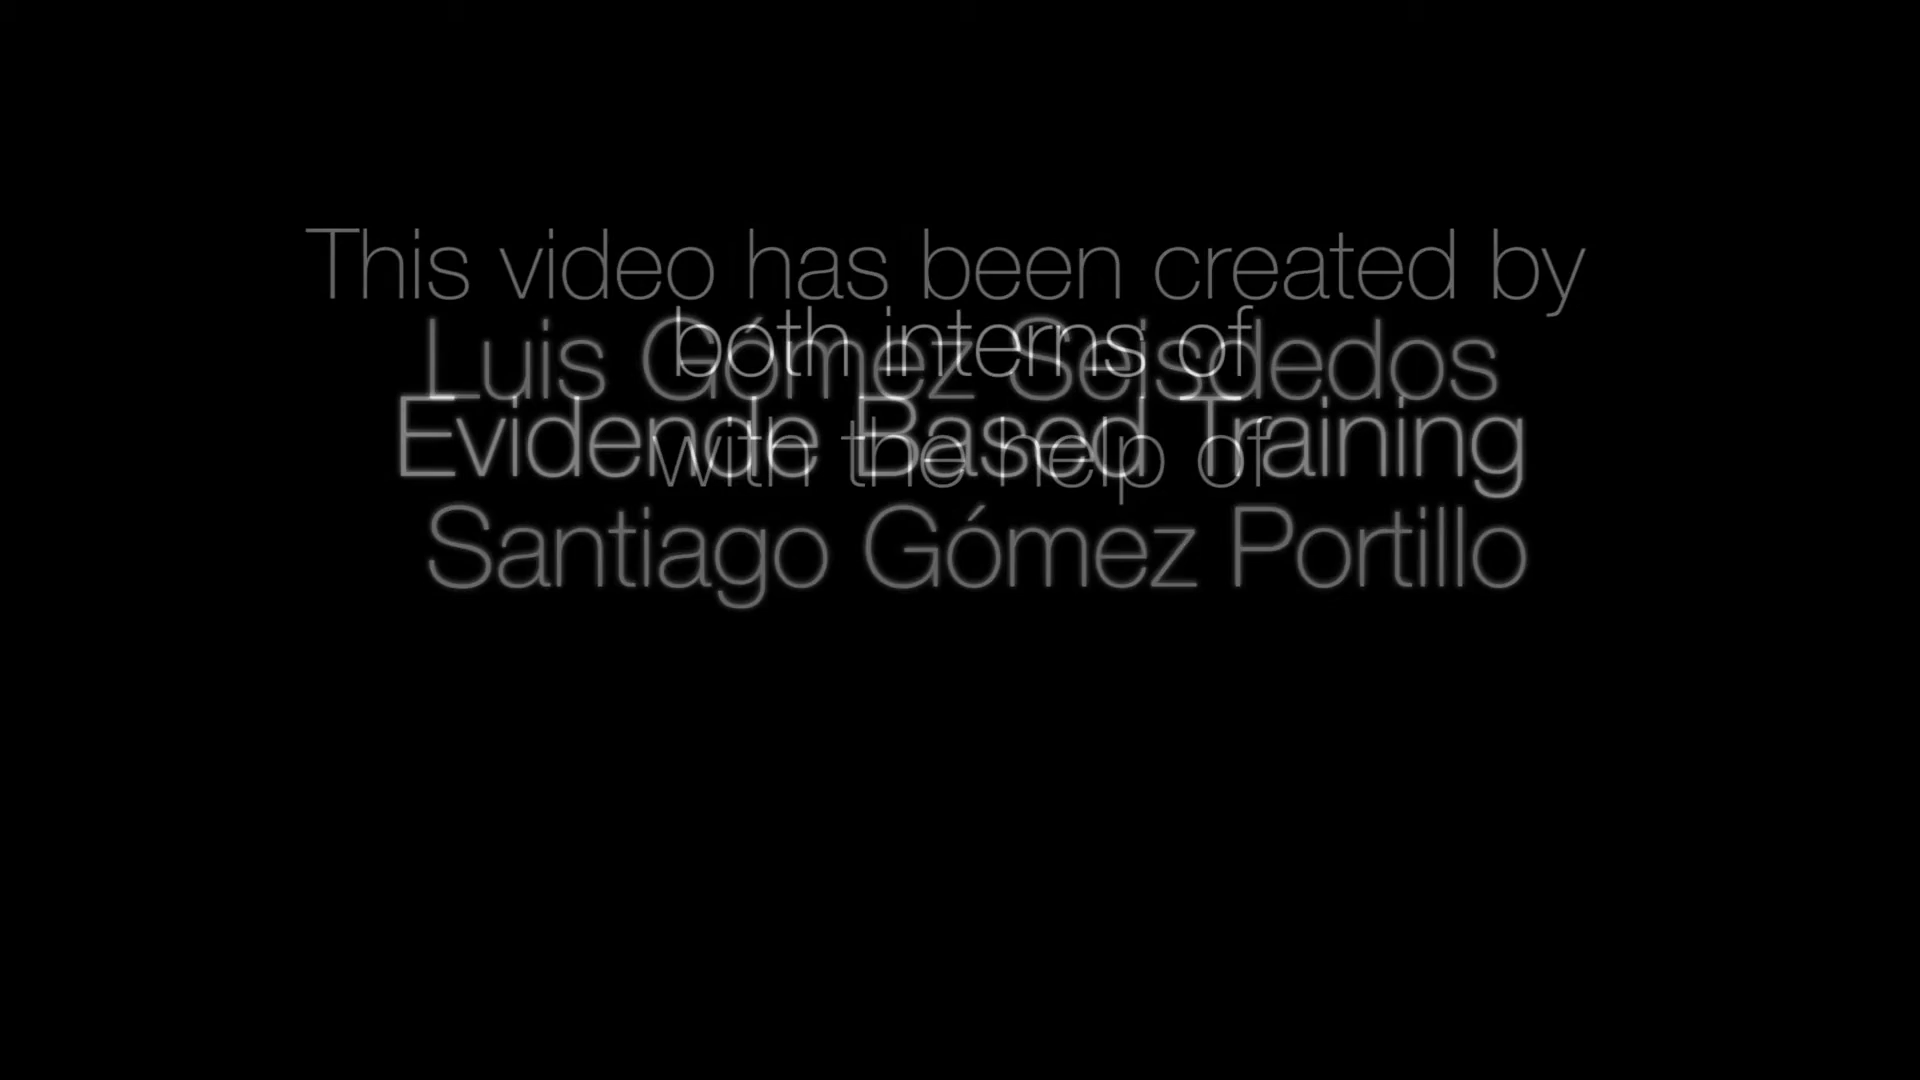 This video has been created by
both interns of
Luis Gómez Seisdedos
Evidence Based Training
with the help of
Santiago Gómez Portillo